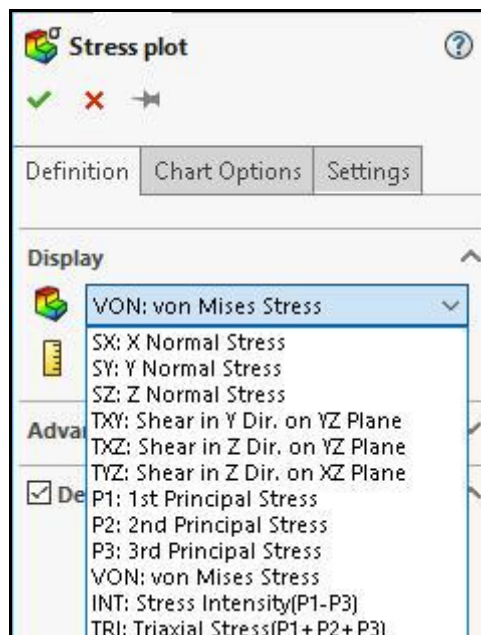 Stress plot
Definition
Chart Options
Settings
Display
VON: von Mises Stress
SX: X Normal Stress
SY: Y Normal Stress
SZ: Z Normal Stress
TXY: Shear in Y Dir. on YZ Plane
TXZ: Shear in Z Dir. on YZ Plane
Adva
TYZ: Shear in Z Dir. on XZ Plane
P1: 1st Principal Stress
De
P2: 2nd Principal Stress
P3: 3rd Principal Stress
VON: von Mises Stress
INT: Stress Intensity(P1-P3)
TRI: Triaxial Stress(P1+P2+P3)